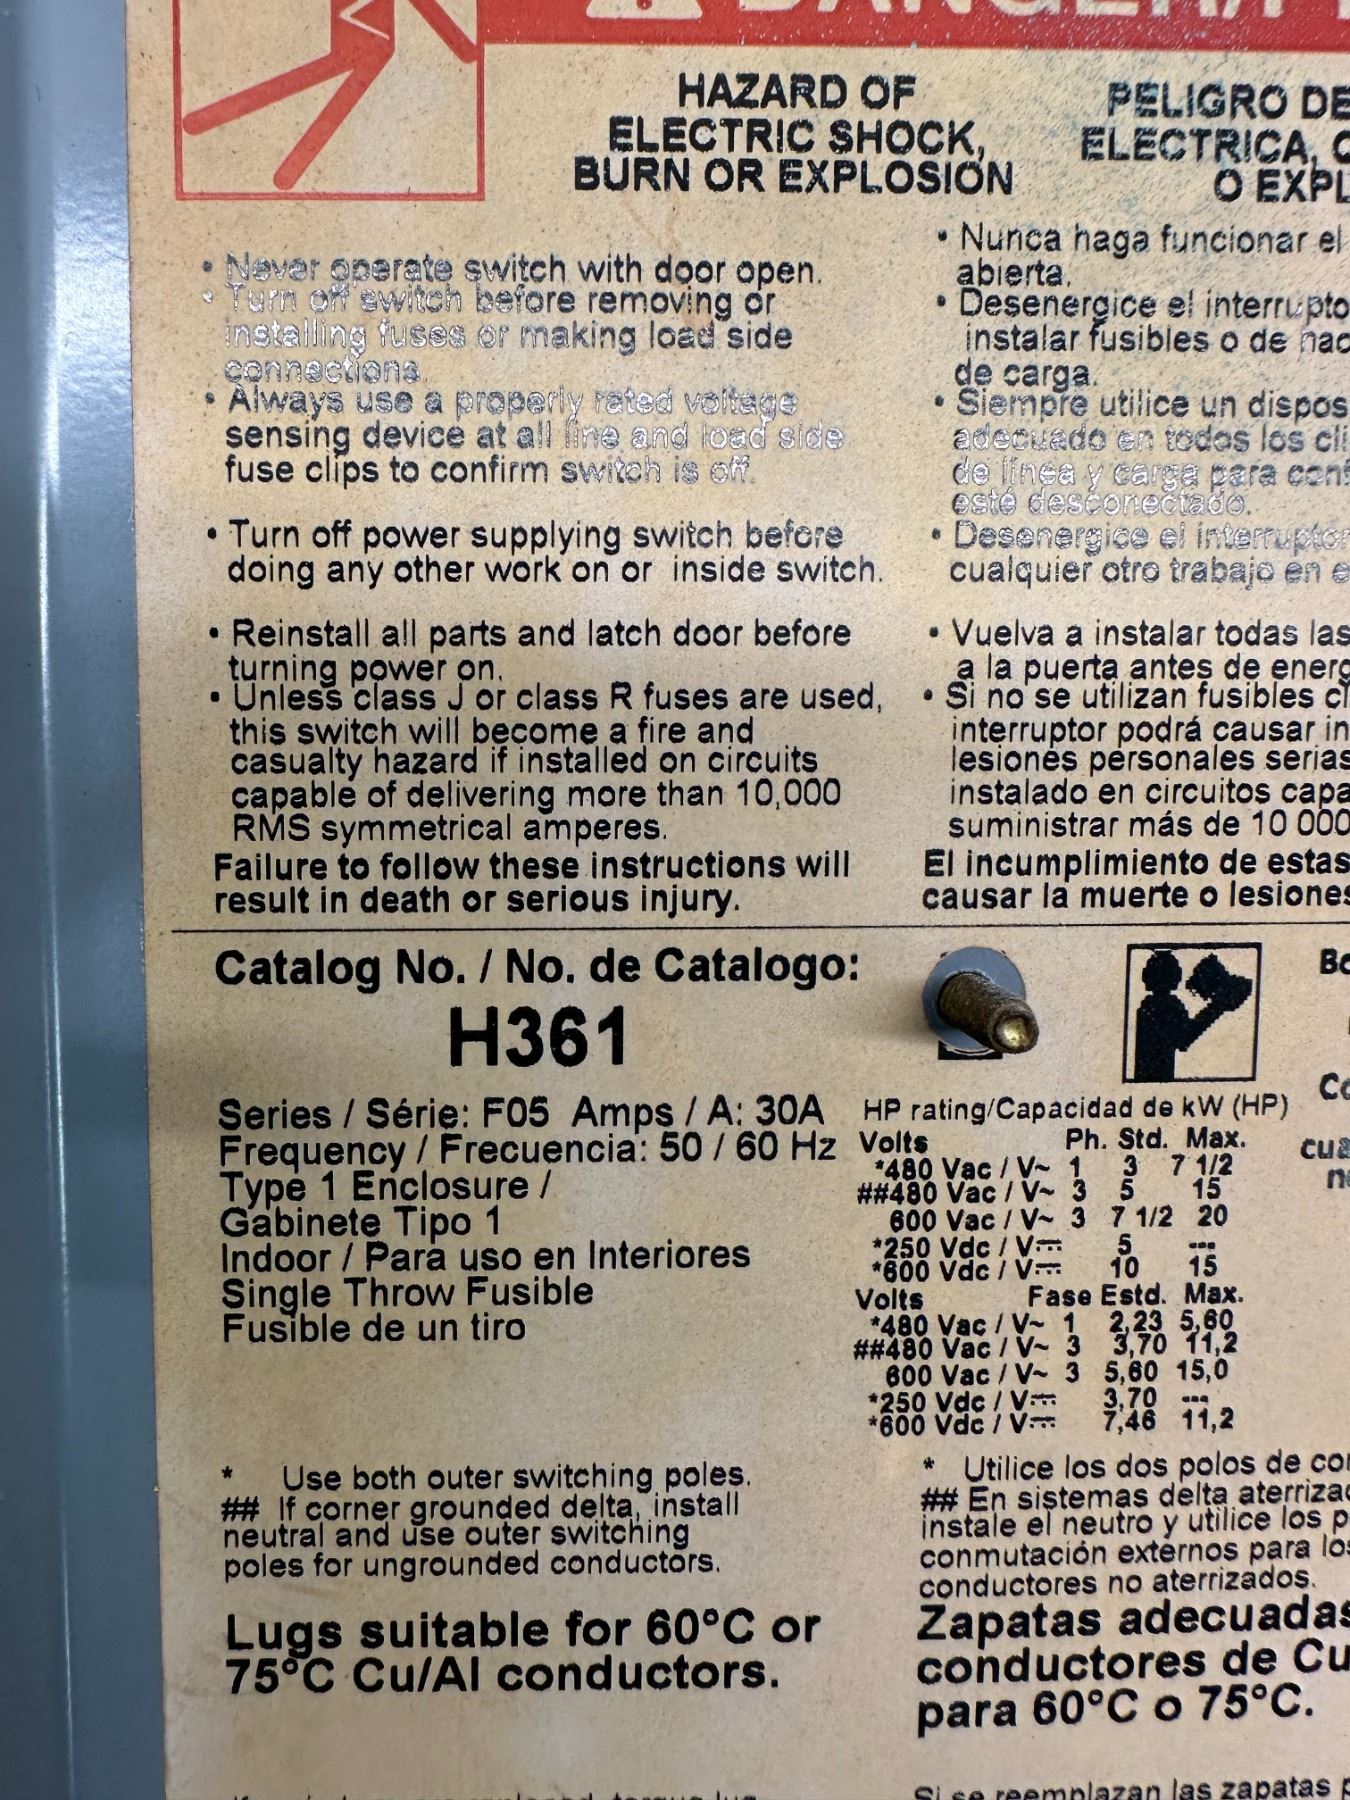 HAZARD OF
ELECTRIC SHOCK,
BURN OR EXPLOSION
• Never operate switch with door open.
• Turn off switch before removing or
installing fuses or making load side
connections.
• Always use a properly rated voltage
sensing device at all line and load side
fuse clips to confirm switch is off.
• Turn off power supplying switch before
doing any other work on or inside switch.
• Reinstall all parts and latch door before
turning power on.
• Unless class J or class R fuses are used,
this switch will become a fire and
casualty hazard if installed on circuits
capable of delivering more than 10,000
RMS symmetrical amperes.
Failure to follow these instructions will
result in death or serious injury.
PELIGRO DE
ELECTRICA,
O EXPL
• Nunca haga funcionar el
abierta.
• Desenergice el interrupto
instalar fusibles o de hac
de carga.
• Siempre utilice un dispos
adecuado en todos los cli
de línea y carga para conf
esté desconectado.
• Desenergice el interruptor
cualquier otro trabajo en e
• Vuelva a instalar todas las
a la puerta antes de energ
• Si no se utilizan fusibles cl
interruptor podrá causar in
lesiones personales serias
instalado en circuitos capa
suministrar más de 10 000
El incumplimiento de estas
causar la muerte o lesiones
Catalog No. / No. de Catalogo:
H361
Series / Série: F05 Amps / A: 30A
Frequency / Frecuencia: 50 / 60 Hz
Type 1 Enclosure /
Gabinete Tipo 1
Indoor / Para uso en Interiores
Single Throw Fusible
Fusible de un tiro
HP rating/Capacidad de kW (HP)
Volts Ph. Std. Max.
*480 Vac / V~ 1 3 7 1/2
##480 Vac / V~ 3 5 15
600 Vac / V~ 3 7 1/2 20
*250 Vdc / V⎓ 5 ---
*600 Vdc / V⎓ 10 15
Volts Fase Estd. Max.
*480 Vac / V~ 1 2,23 5,60
##480 Vac / V~ 3 3,70 11,2
600 Vac / V~ 3 5,60 15,0
*250 Vdc / V⎓ 3,70 ---
*600 Vdc / V⎓ 7,46 11,2
* Use both outer switching poles.
## If corner grounded delta, install
neutral and use outer switching
poles for ungrounded conductors.
Lugs suitable for 60°C or
75°C Cu/Al conductors.
* Utilice los dos polos de co
## En sistemas delta aterriza
instale el neutro y utilice los p
conmutación externos para los
conductores no aterrizados.
Zapatas adecuadas
conductores de Cu
para 60°C o 75°C.
Si se reemplazan las zapatas